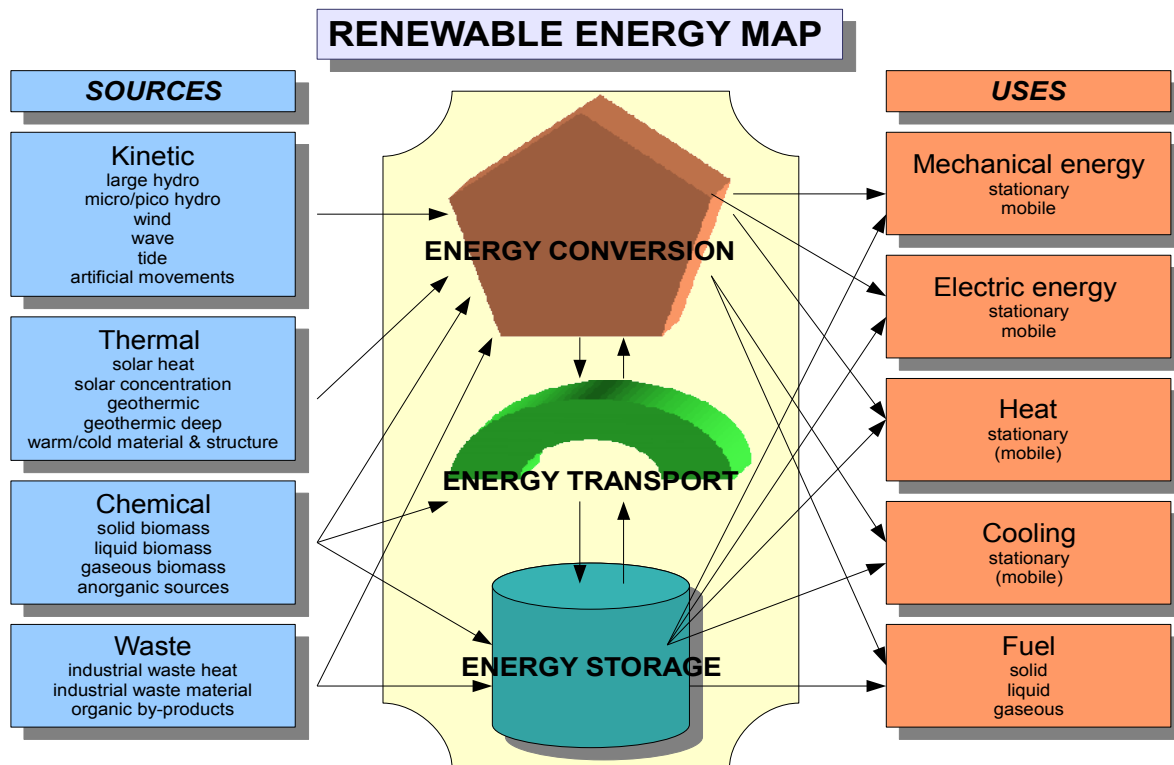 RENEWABLE ENERGY MAP
SOURCES
Kinetic
large hydro
micro/pico hydro
wind
wave
tide
artificial movements
Thermal
solar heat
solar concentration
geothermic
geothermic deep
warm/cold material & structure
Chemical
solid biomass
liquid biomass
gaseous biomass
anorganic sources
Waste
industrial waste heat
industrial waste material
organic by-products
ENERGY CONVERSION
ENERGY TRANSPORT
ENERGY STORAGE
USES
Mechanical energy
stationary
mobile
Electric energy
stationary
mobile
Heat
stationary
(mobile)
Cooling
stationary
(mobile)
Fuel
solid
liquid
gaseous